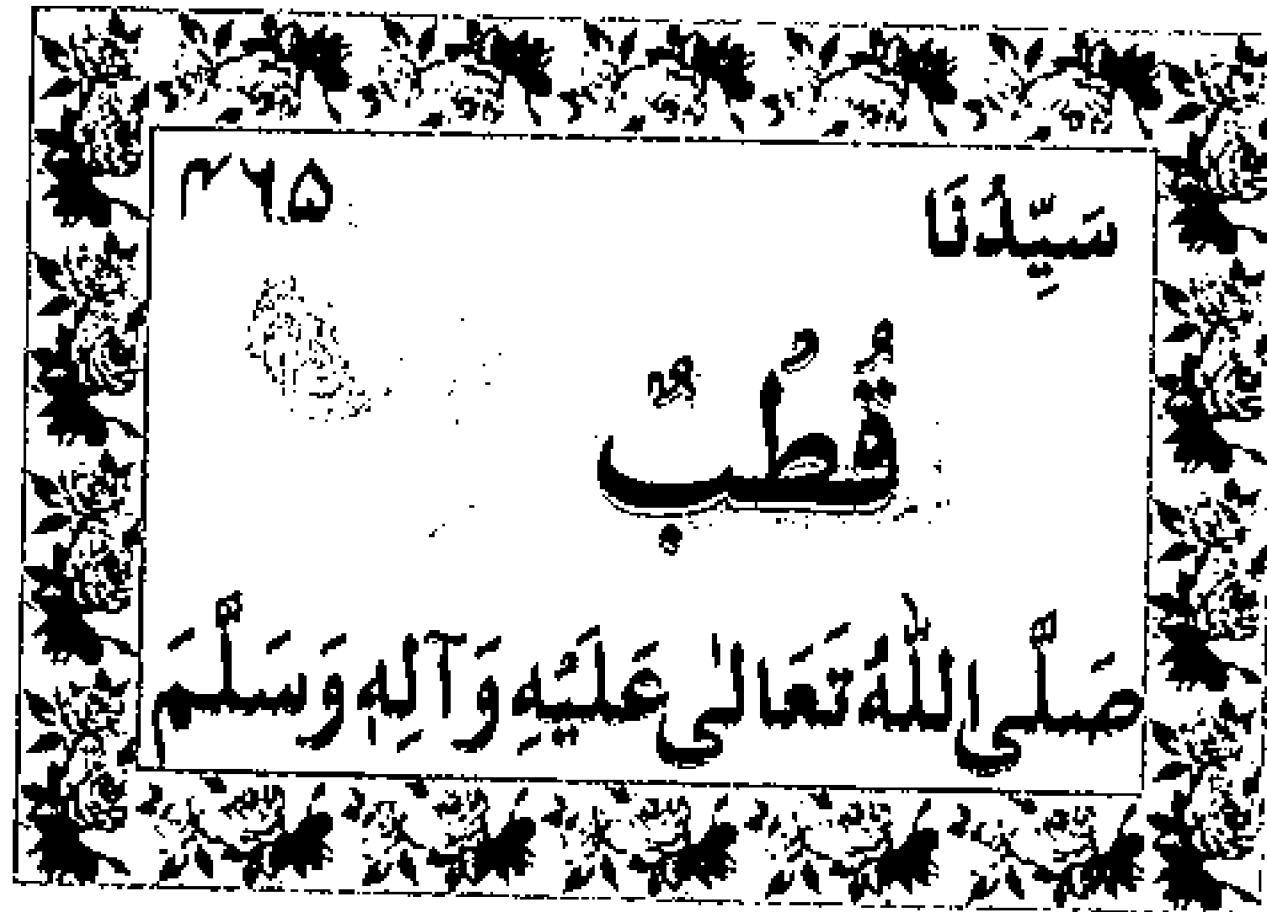 سَيِّدُنَا ۴۶۵
قُطُبٌ
صَلَّى اللّٰهُ تَعَالٰى عَلَيْهِ وَآلِهٖ وَسَلَّمَ